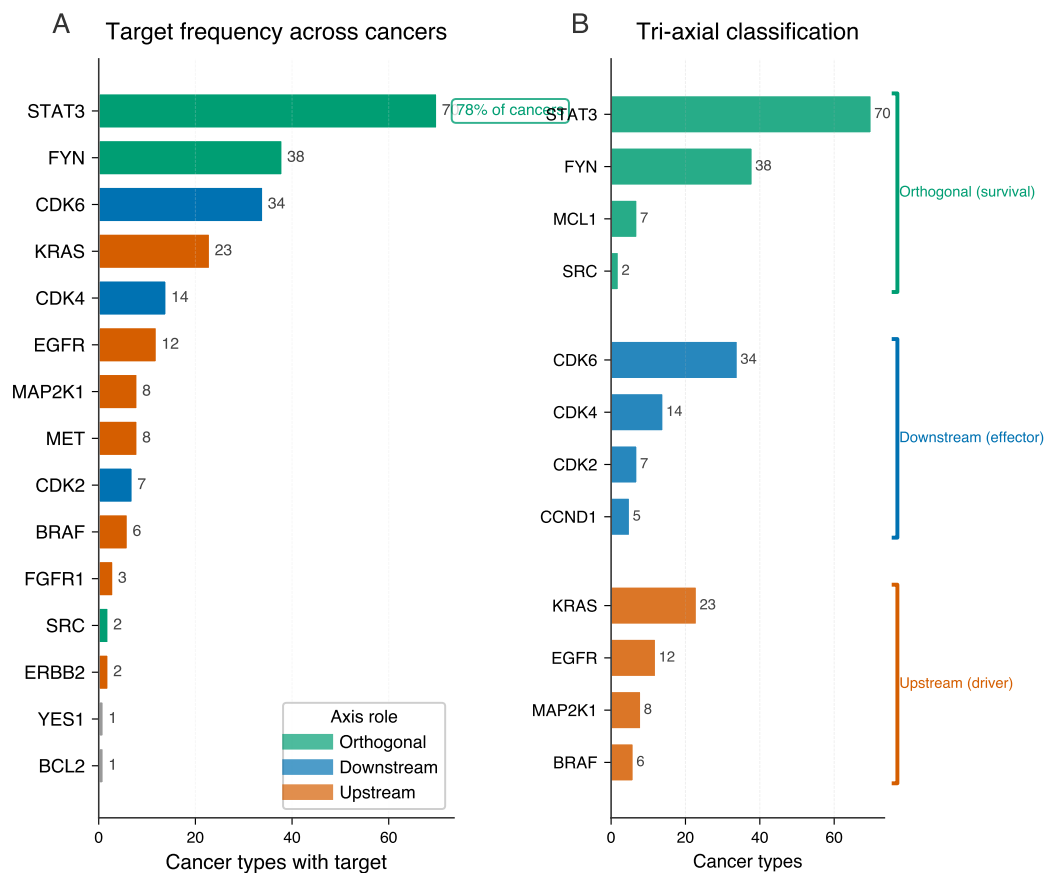 A
Target frequency across cancers
STAT3
78% of cancers
FYN
38
CDK6
34
KRAS
23
CDK4
14
EGFR
12
MAP2K1
8
MET
8
CDK2
7
BRAF
6
FGFR1
3
SRC
2
ERBB2
2
YES1
1
BCL2
1
Axis role
Orthogonal
Downstream
Upstream
0 20 40 60
Cancer types with target
B
Tri-axial classification
STAT3
70
FYN
38
MCL1
7
SRC
2
Orthogonal (survival)
CDK6
34
CDK4
14
CDK2
7
CCND1
5
Downstream (effector)
KRAS
23
EGFR
12
MAP2K1
8
BRAF
6
Upstream (driver)
0 20 40 60
Cancer types